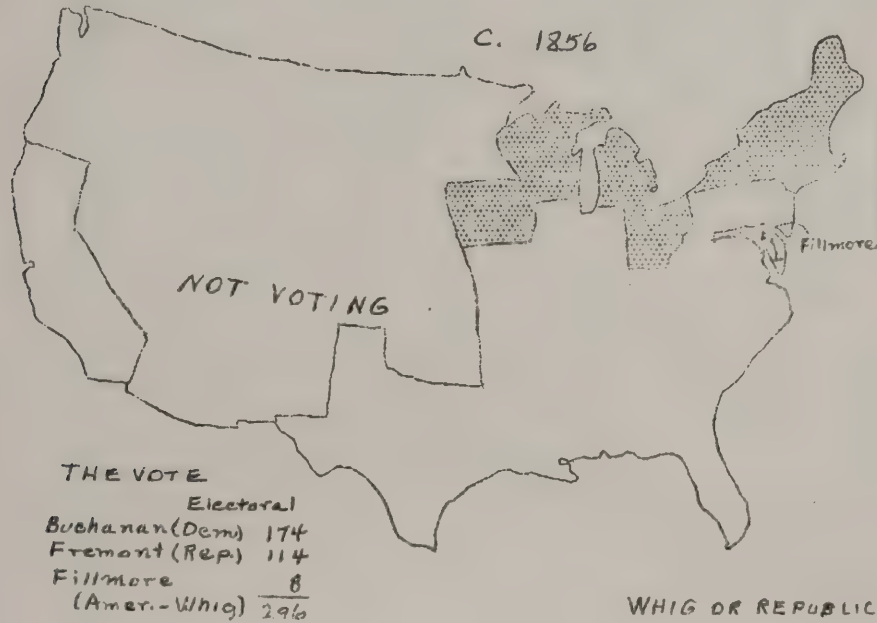 C. 1856
Fillmore
NOT VOTING
THE VOTE
Electoral
Buchanan (Dem) 174
Fremont (Rep.) 114
Fillmore 8
(Amer.-Whig) 296
WHIG OR REPUBLIC